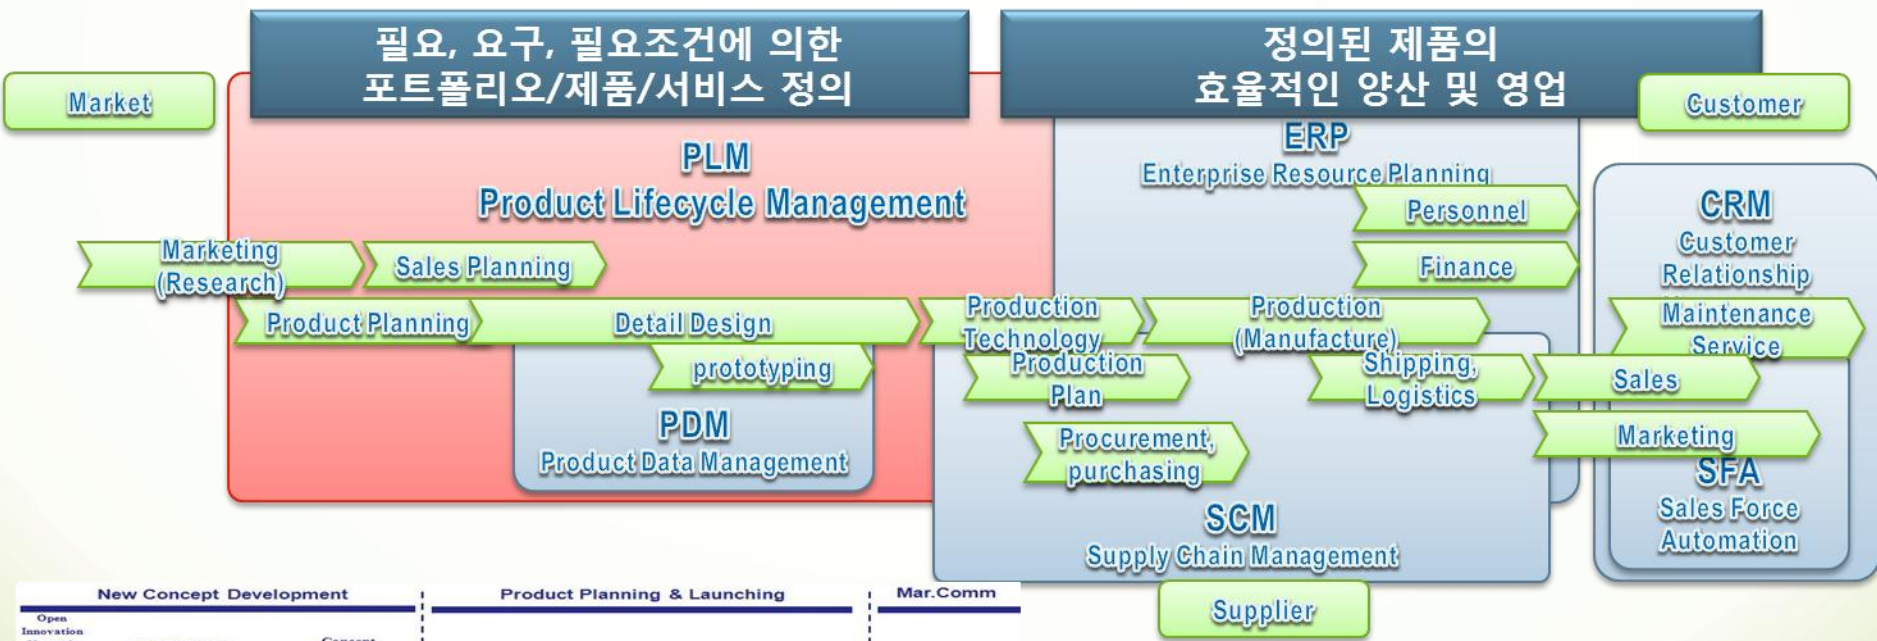 필요, 요구, 필요조건에 의한
포트폴리오/제품/서비스 정의
정의된 제품의
효율적인 양산 및 영업
Market
Customer
PLM
Product Lifecycle Management
ERP
Enterprise Resource Planning
Personnel
Finance
CRM
Customer
Relationship
Marketing
(Research)
Sales Planning
Product Planning
Detail Design
prototyping
Production
Technology
Production
(Manufacture)
Maintenance
Service
Production
Plan
Shipping,
Logistics
Sales
Marketing
Procurement,
purchasing
PDM
Product Data Management
SFA
Sales Force
Automation
SCM
Supply Chain Management
Supplier
New Concept Development
Product Planning & Launching
Mar.Comm
Open
Innovation